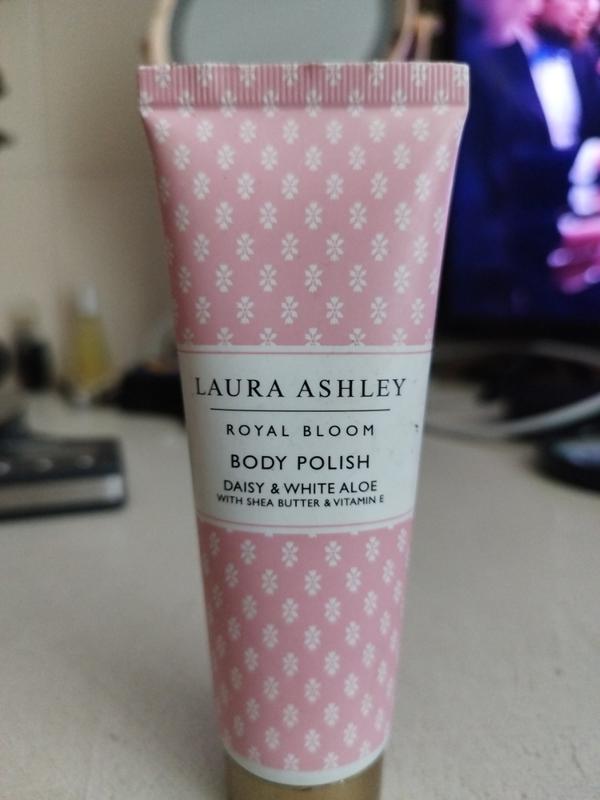 LAURA ASHLEY
ROYAL BLOOM
BODY POLISH
DAISY & WHITE ALOE
WITH SHEA BUTTER & VITAMIN E